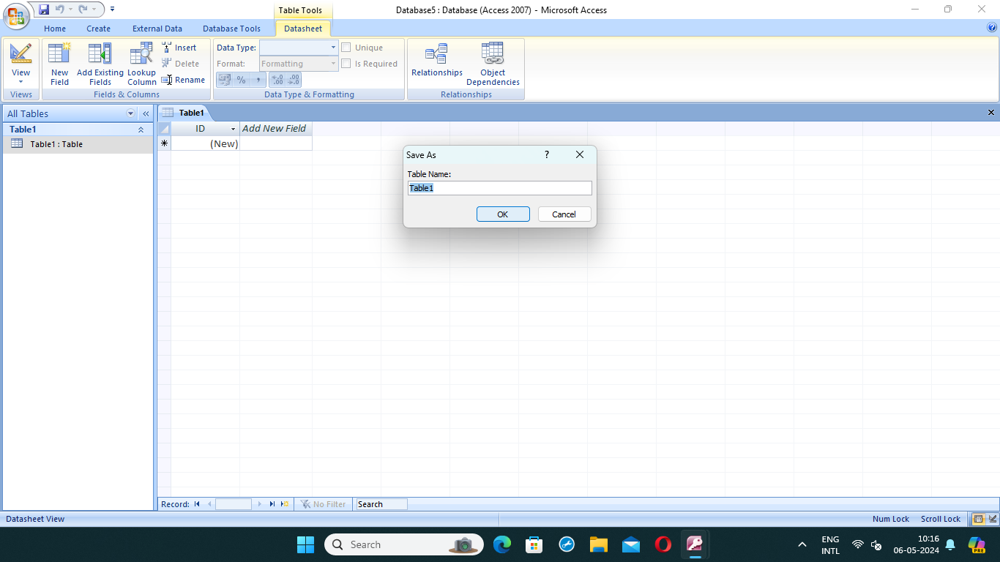 Table Tools
Database5 : Database (Access 2007) - Microsoft Access
Home
Create
External Data
Database Tools
Datasheet
View
New Field
Add Existing Fields
Lookup Column
Insert
Delete
Rename
Data Type:
Format:
Formatting
%
,
.00
.00
Unique
Is Required
Relationships
Object Dependencies
Views
Fields & Columns
Data Type & Formatting
Relationships
All Tables
«
Table1
Table1 : Table
Table1
ID
Add New Field
(New)
Save As
?
Table Name:
Table1
OK
Cancel
Record:
No Filter
Search
Datasheet View
Num Lock
Scroll Lock
Search
ENG
INTL
10:16
06-05-2024
PRE